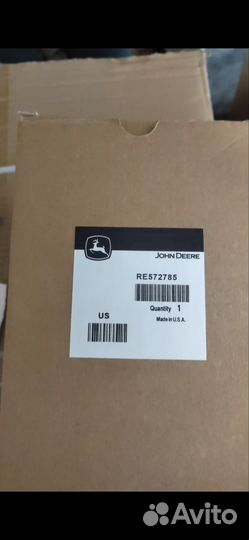 JOHN DEERE
RE572785
Quantity 1
Made in U.S.A.
US
Avito